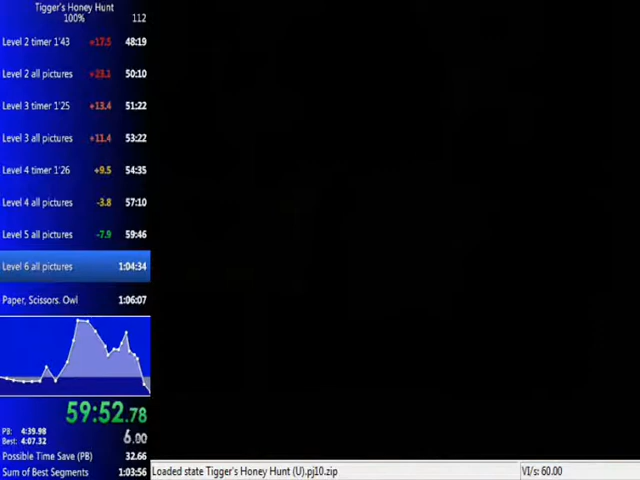 Tigger's Honey Hunt
100% 112
Level 2 timer 1'43 +17.5 48:19
Level 2 all pictures +23.1 50:10
Level 3 timer 1'25 +13.4 51:22
Level 3 all pictures +11.4 53:22
Level 4 timer 1'26 +9.5 54:35
Level 4 all pictures -3.8 57:10
Level 5 all pictures -7.9 59:46
Level 6 all pictures 1:04:34
Paper, Scissors. Owl 1:06:07
59:52.78
PB: 4:39.98
Best: 4:07.32
6.00
Possible Time Save (PB) 32.66
Sum of Best Segments 1:03:56
Loaded state Tigger's Honey Hunt (U).pj10.zip
VI/s: 60.00